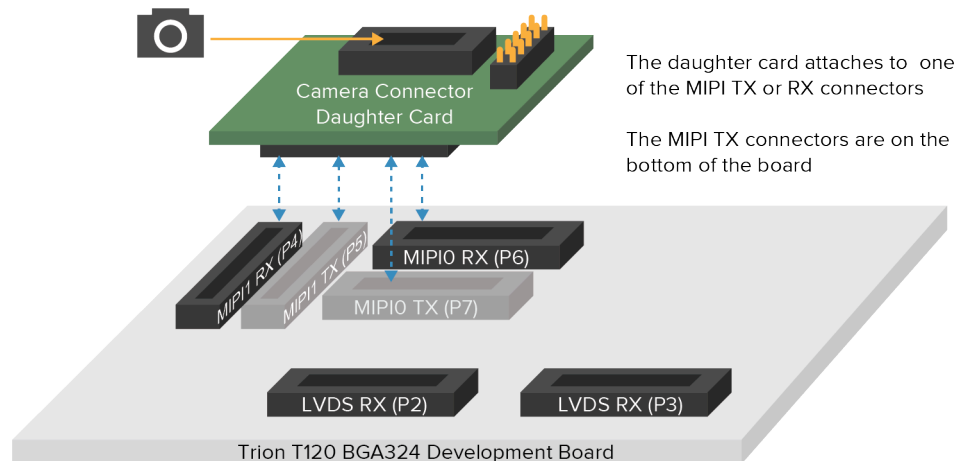 Camera Connector
Daughter Card
The daughter card attaches to one
of the MIPI TX or RX connectors
The MIPI TX connectors are on the
bottom of the board
MIPI1 RX (P4)
MIPI1 TX (P5)
MIPI0 RX (P6)
MIPI0 TX (P7)
LVDS RX (P2)
LVDS RX (P3)
Trion T120 BGA324 Development Board